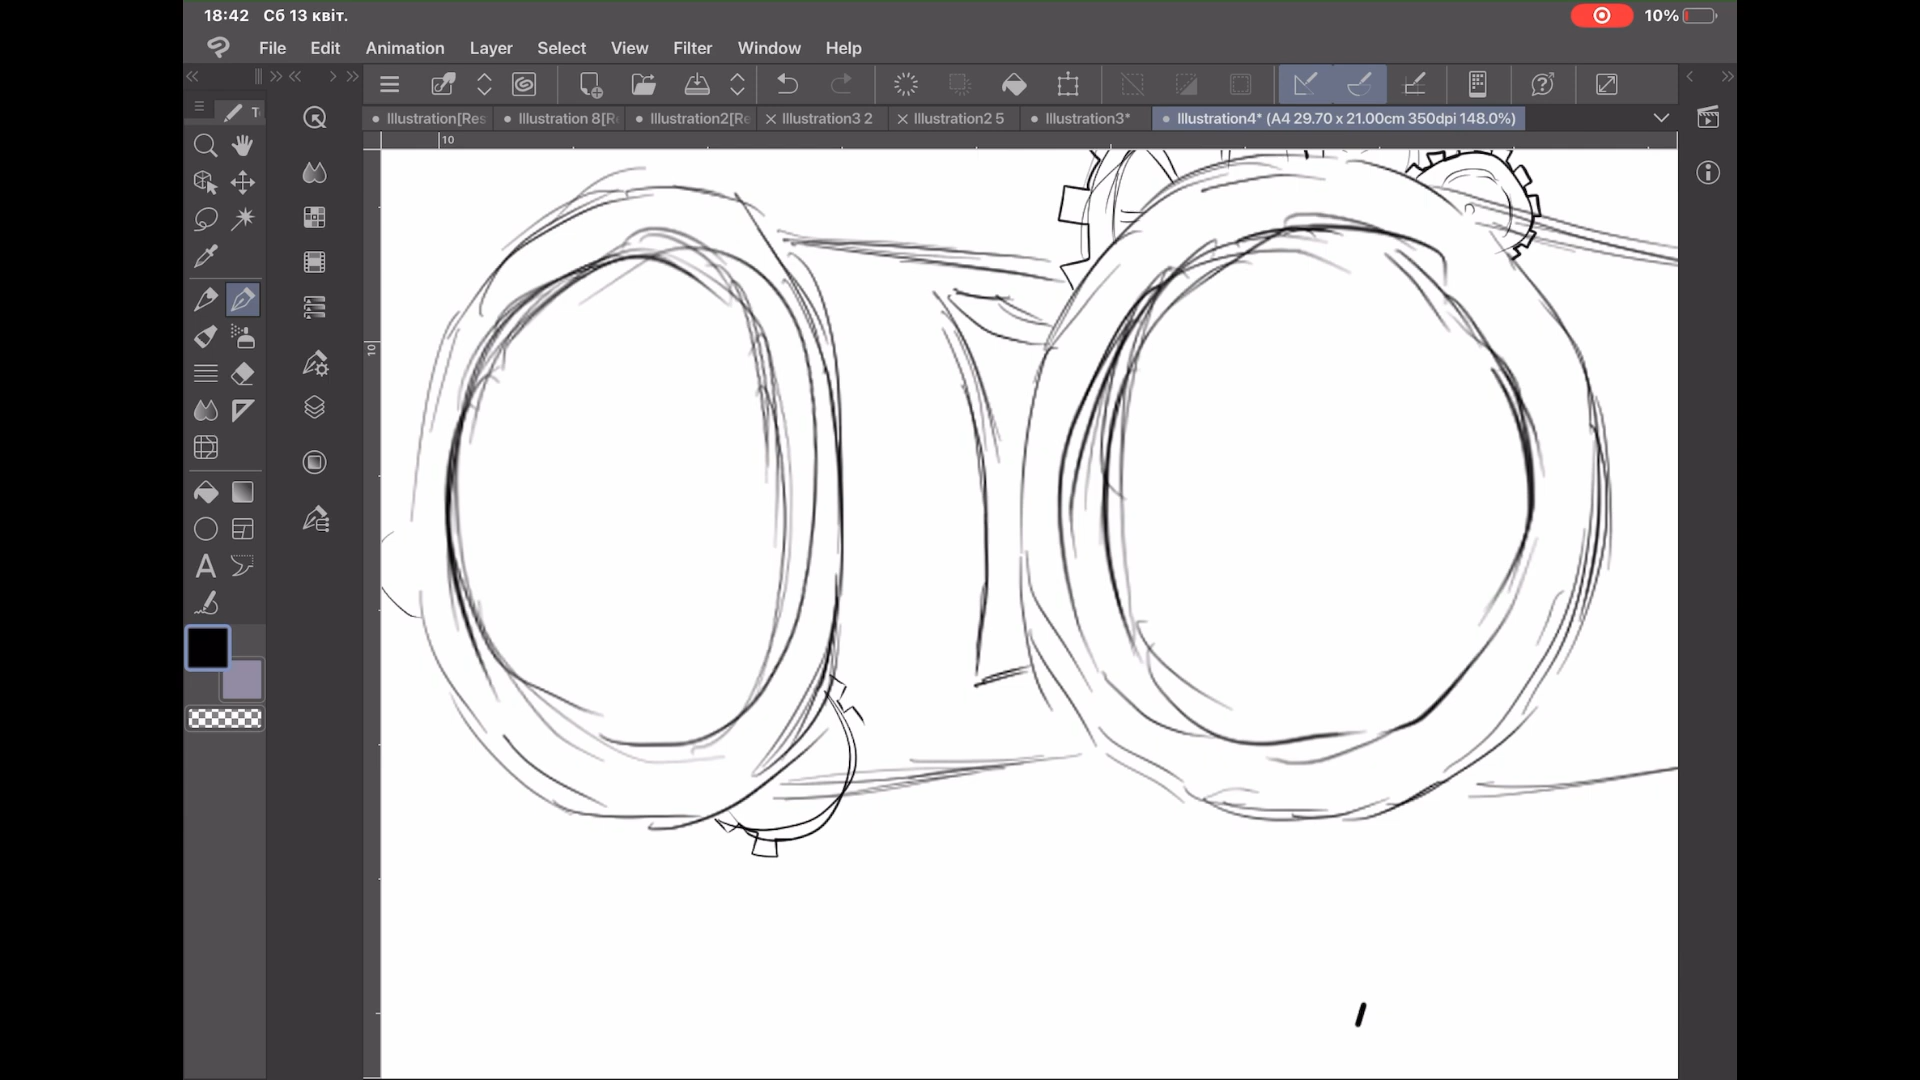 18:42 Сб 13 квіт. 10%
File Edit Animation Layer Select View Filter Window Help
Illustration[Res Illustration 8[R Illustration2[Re Illustration3 2 Illustration2 5 Illustration3* Illustration4* (A4 29.70 x 21.00cm 350dpi 148.0%)
10
10